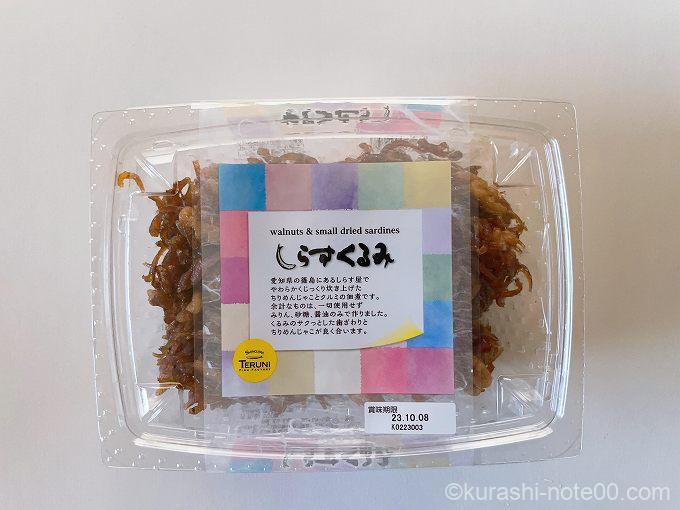 walnuts & small dried sardines
しらすくるみ
愛知県の篠島にあるしらす屋で
やわらかくじっくり炊き上げた
ちりめんじゃことクルミの佃煮です。
余計なものは、一切使用せず
みりん、砂糖、醤油のみで作りました。
くるみのサクっとした歯ざわりと
ちりめんじゃこが良く合います。
TERUNI
FISH FACTORY
賞味期限
23.10.08
K0223003
©kurashi-note00.com